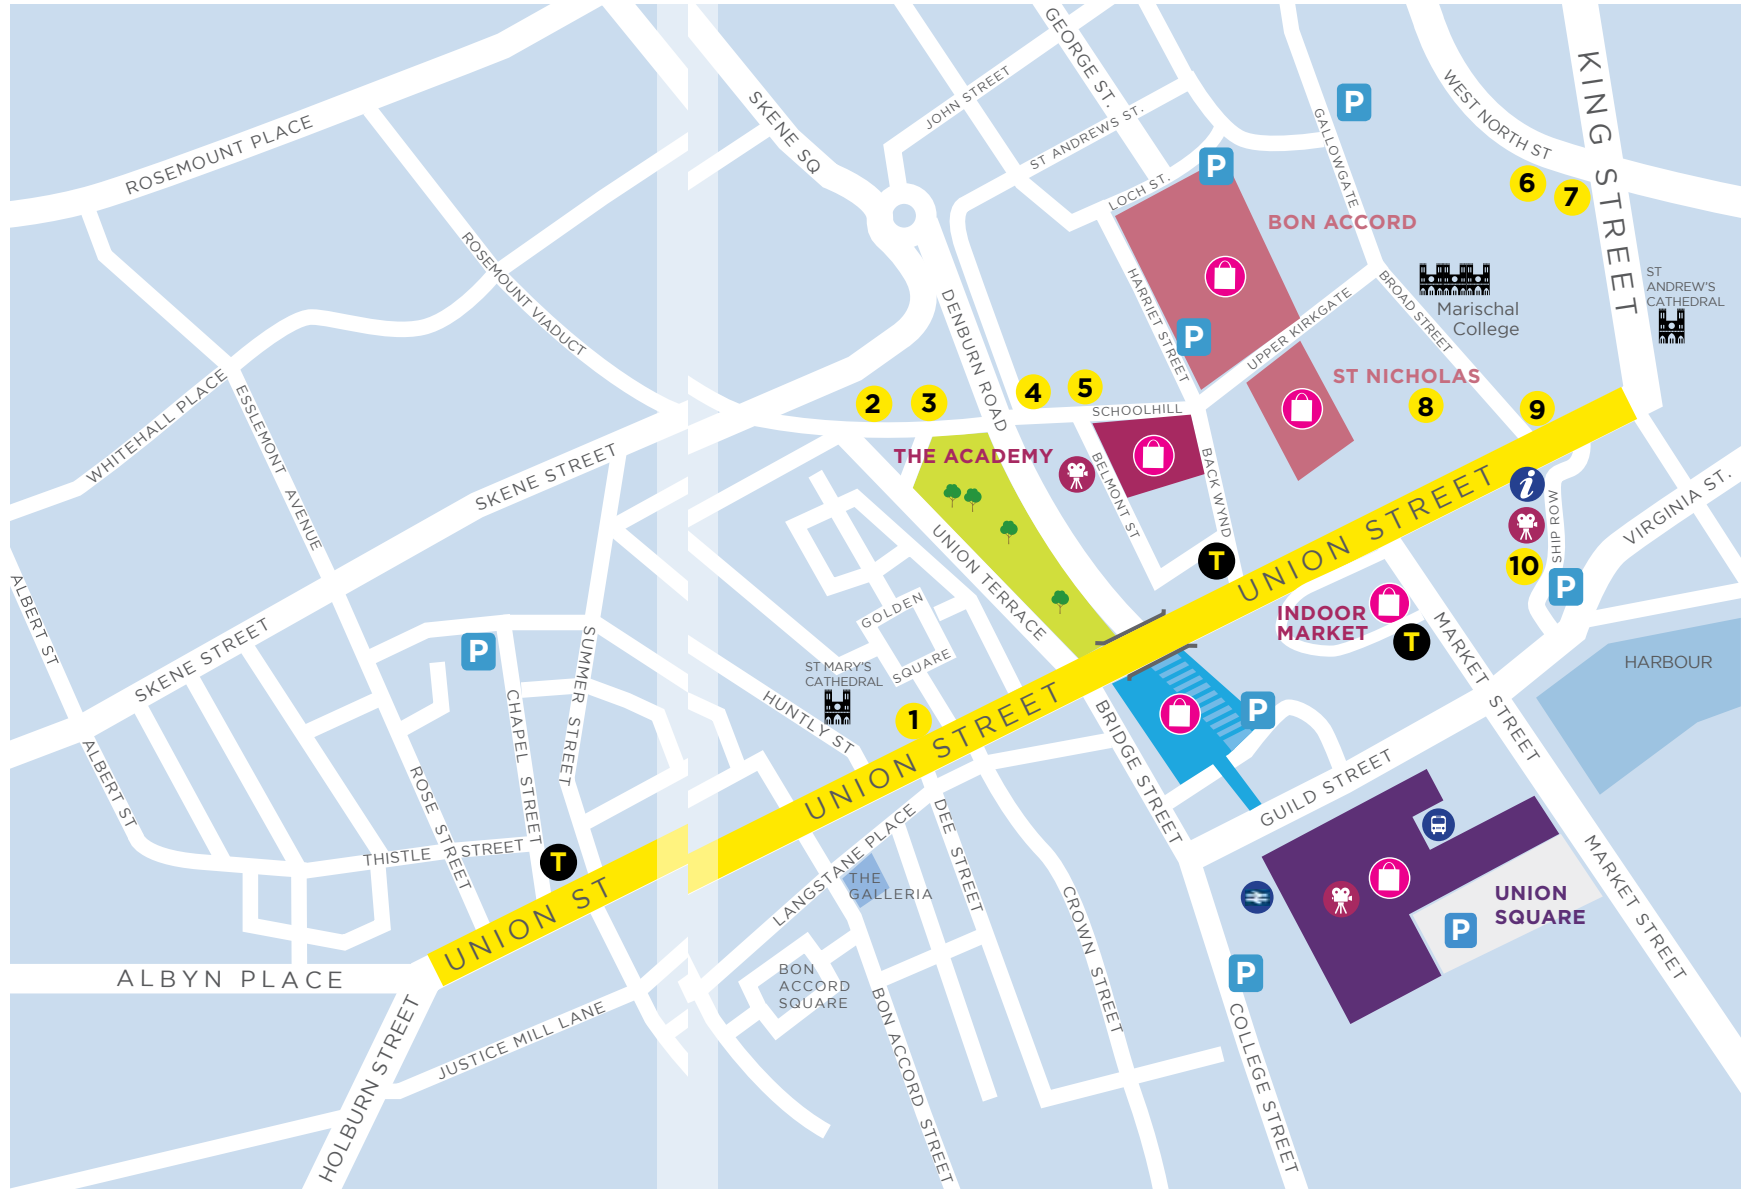 ROSEMOUNT PLACE
SKENE SQ
JOHN STREET
GEORGE ST.
ST ANDREWS ST.
LOCH ST.
GALLOWGATE
WEST NORTH ST
KING STREET
P
P
6
7
BON ACCORD
ROSEMOUNT VIADUCT
DENBURN ROAD
HARRIET STREET
P
UPPER KIRKGATE
BROAD STREET
Marischal
College
ST
ANDREW'S
CATHEDRAL
WHITEHALL PLACE
ESSLEMONT AVENUE
SKENE STREET
2
3
4
5
SCHOOLHILL
ST NICHOLAS
8
9
THE ACADEMY
BELMONT ST
BACK WYND
UNION TERRACE
T
UNION STREET
i
SHIP ROW
10
P
VIRGINIA ST.
ALBERT ST
SKENE STREET
P
SUMMER STREET
CHAPEL STREET
GOLDEN
SQUARE
ST MARY'S
CATHEDRAL
HUNTLY ST
1
UNION STREET
INDOOR
MARKET
T
MARKET STREET
HARBOUR
P
BRIDGE STREET
GUILD STREET
ALBERT ST
ROSE STREET
THISTLE STREET
T
UNION ST
LANGSTANE PLACE
THE
GALLERIA
DEE STREET
CROWN STREET
UNION
SQUARE
P
MARKET STREET
P
ALBYN PLACE
HOLBURN STREET
JUSTICE MILL LANE
BON
ACCORD
SQUARE
BON ACCORD STREET
COLLEGE STREET